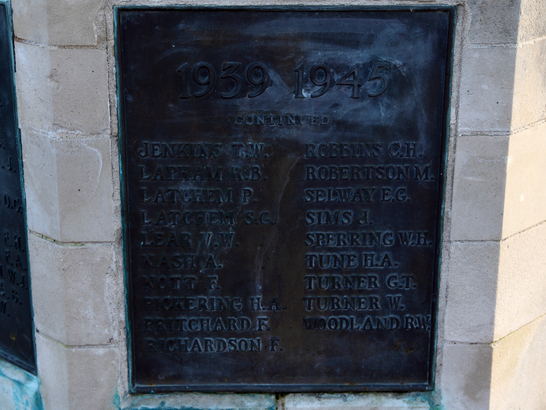 1939 1945
CONTINUED
JENKINS T.W.
LAPHAM R.B.
LATCHEM P.
LATCHEM S.C.
LEAR W.W.
NASH A.
NOTT F.
PICKERING H.A.
PRITCHARD F.
RICHARDSON F.
ROBBINS C.H.
ROBERTSON M.
SELWAY E.G.
SIMS J.
SPERRING W.H.
TUNE H.A.
TURNER G.T.
TURNER W.
WOODLAND R.W.